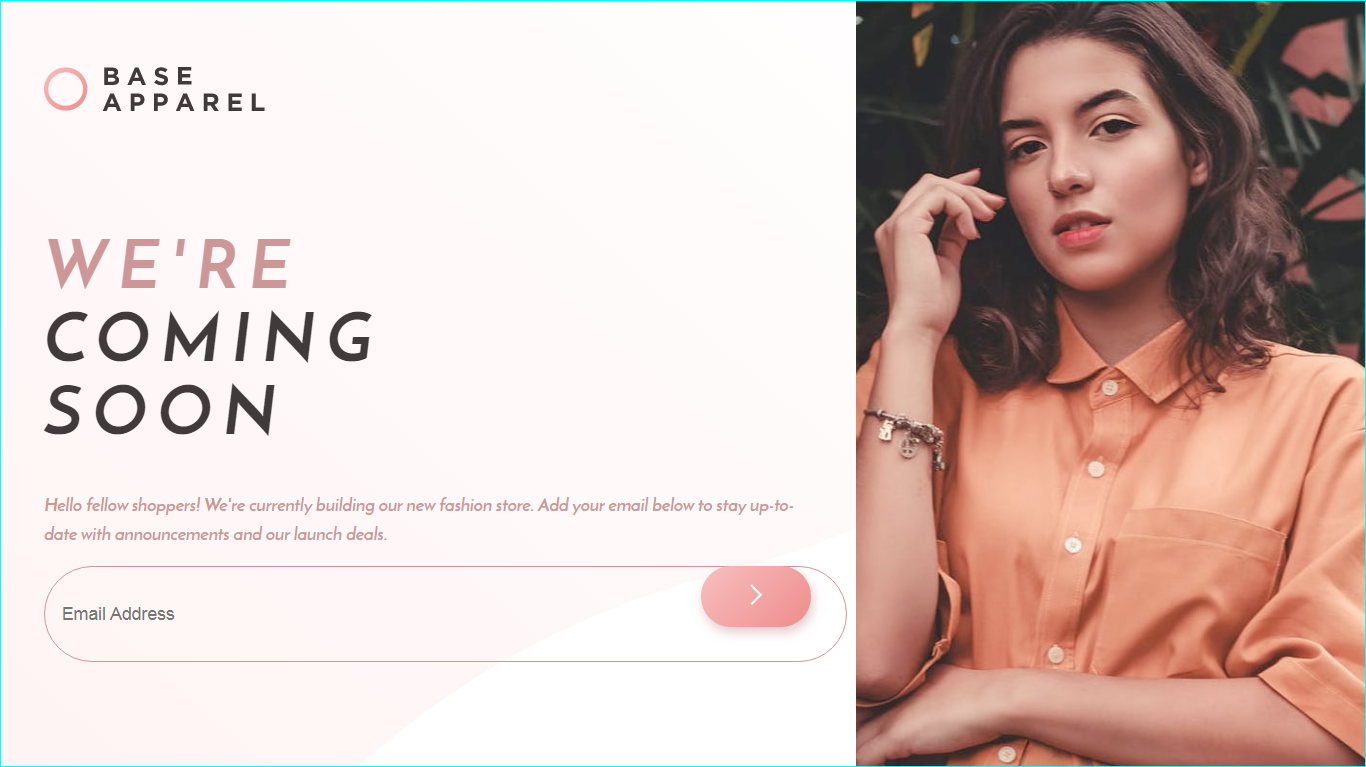 BASE
APPAREL
WE'RE
COMING
SOON
Hello fellow shoppers! We're currently building our new fashion store. Add your email below to stay up-to-
date with announcements and our launch deals.
Email Address